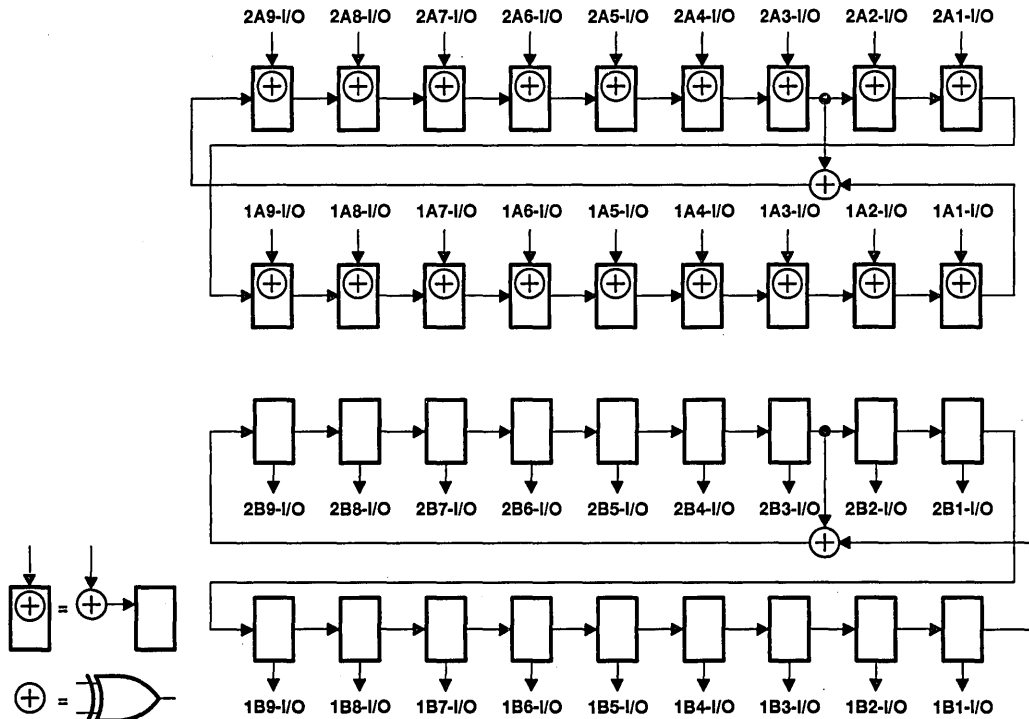 2A9-I/O 2A8-I/O 2A7-I/O 2A6-I/O 2A5-I/O 2A4-I/O 2A3-I/O 2A2-I/O 2A1-I/O
1A9-I/O 1A8-I/O 1A7-I/O 1A6-I/O 1A5-I/O 1A4-I/O 1A3-I/O 1A2-I/O 1A1-I/O
2B9-I/O 2B8-I/O 2B7-I/O 2B6-I/O 2B5-I/O 2B4-I/O 2B3-I/O 2B2-I/O 2B1-I/O
=
=
1B9-I/O 1B8-I/O 1B7-I/O 1B6-I/O 1B5-I/O 1B4-I/O 1B3-I/O 1B2-I/O 1B1-I/O